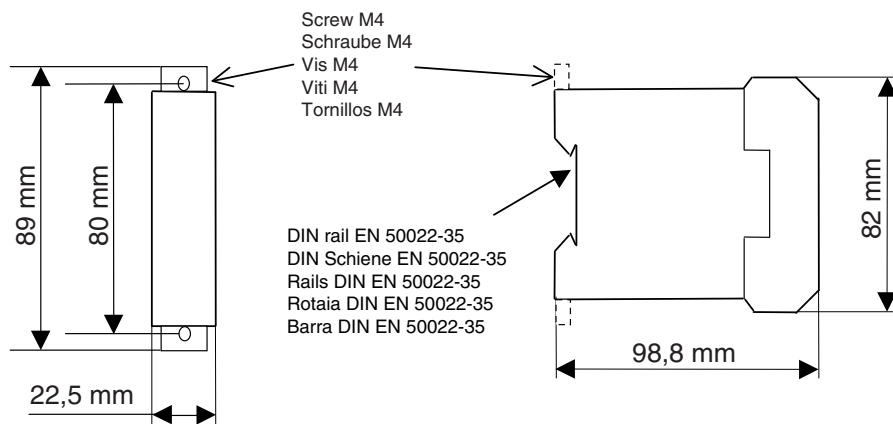 Screw M4
Schraube M4
Vis M4
Viti M4
Tornillos M4
89 mm
80 mm
22,5 mm
DIN rail EN 50022-35
DIN Schiene EN 50022-35
Rails DIN EN 50022-35
Rotaia DIN EN 50022-35
Barra DIN EN 50022-35
82 mm
98,8 mm